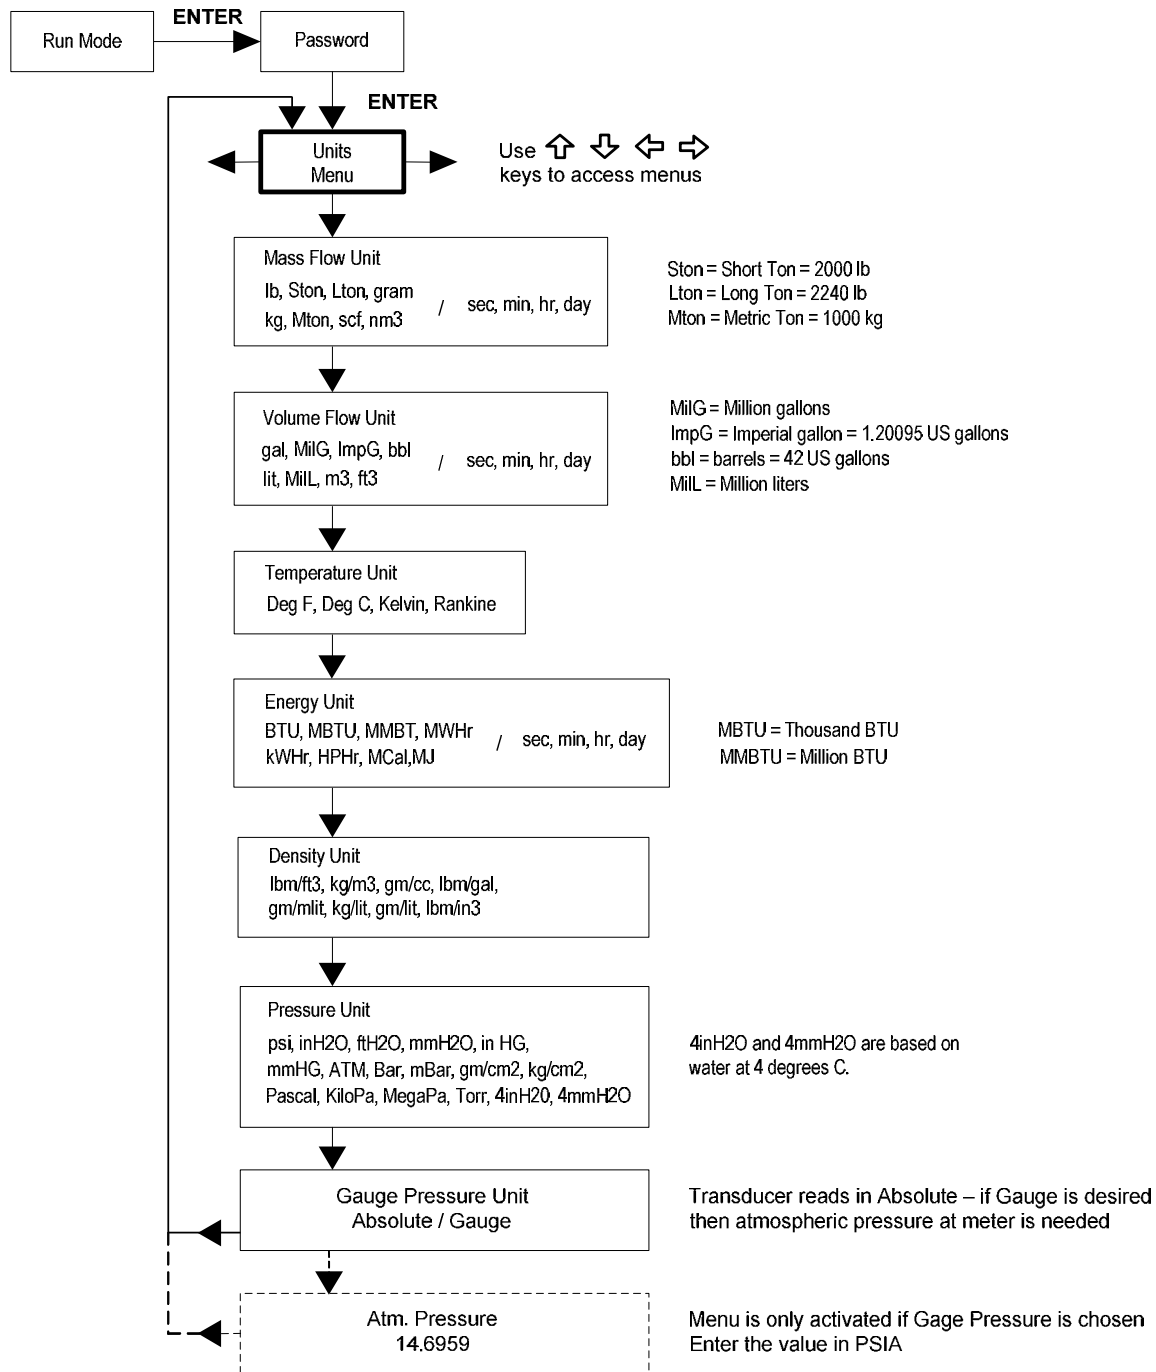 ENTER
Run Mode
Password
ENTER
Units
Menu
Use
keys to access menus
Mass Flow Unit
lb, Ston, Lton, gram
kg, Mton, scf, nm3
/ sec, min, hr, day
Ston = Short Ton = 2000 lb
Lton = Long Ton = 2240 lb
Mton = Metric Ton = 1000 kg
Volume Flow Unit
gal, MilG, ImpG, bbl
lit, MilL, m3, ft3
/ sec, min, hr, day
MilG = Million gallons
ImpG = Imperial gallon = 1.20095 US gallons
bbl = barrels = 42 US gallons
MilL = Million liters
Temperature Unit
Deg F, Deg C, Kelvin, Rankine
Energy Unit
BTU, MBTU, MMBT, MWHr
kWHr, HPHr, MCal,MJ
/ sec, min, hr, day
MBTU = Thousand BTU
MMBTU = Million BTU
Density Unit
lbm/ft3, kg/m3, gm/cc, lbm/gal,
gm/mlit, kg/lit, gm/lit, lbm/in3
Pressure Unit
psi, inH2O, ftH2O, mmH2O, in HG,
mmHG, ATM, Bar, mBar, gm/cm2, kg/cm2,
Pascal, KiloPa, MegaPa, Torr, 4inH20, 4mmH2O
4inH2O and 4mmH2O are based on
water at 4 degrees C.
Gauge Pressure Unit
Absolute / Gauge
Transducer reads in Absolute – if Gauge is desired
then atmospheric pressure at meter is needed
Atm. Pressure
14.6959
Menu is only activated if Gage Pressure is chosen
Enter the value in PSIA